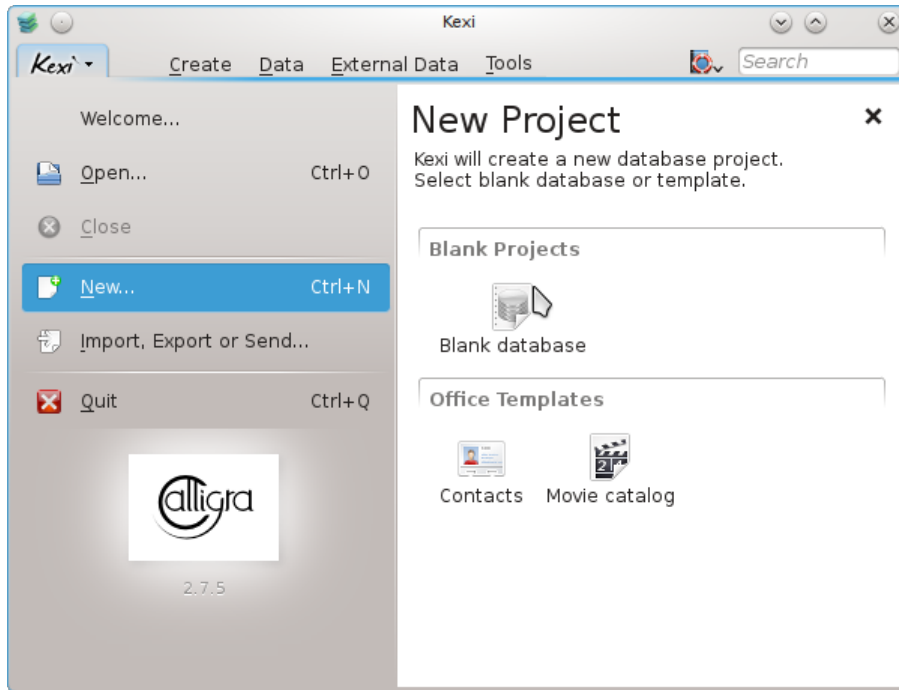 Kexi
Kexi Create Data External Data Tools Search
Welcome...
Open... Ctrl+O
Close
New... Ctrl+N
Import, Export or Send...
Quit Ctrl+Q
Calligra
2.7.5
New Project
Kexi will create a new database project.
Select blank database or template.
Blank Projects
Blank database
Office Templates
Contacts Movie catalog